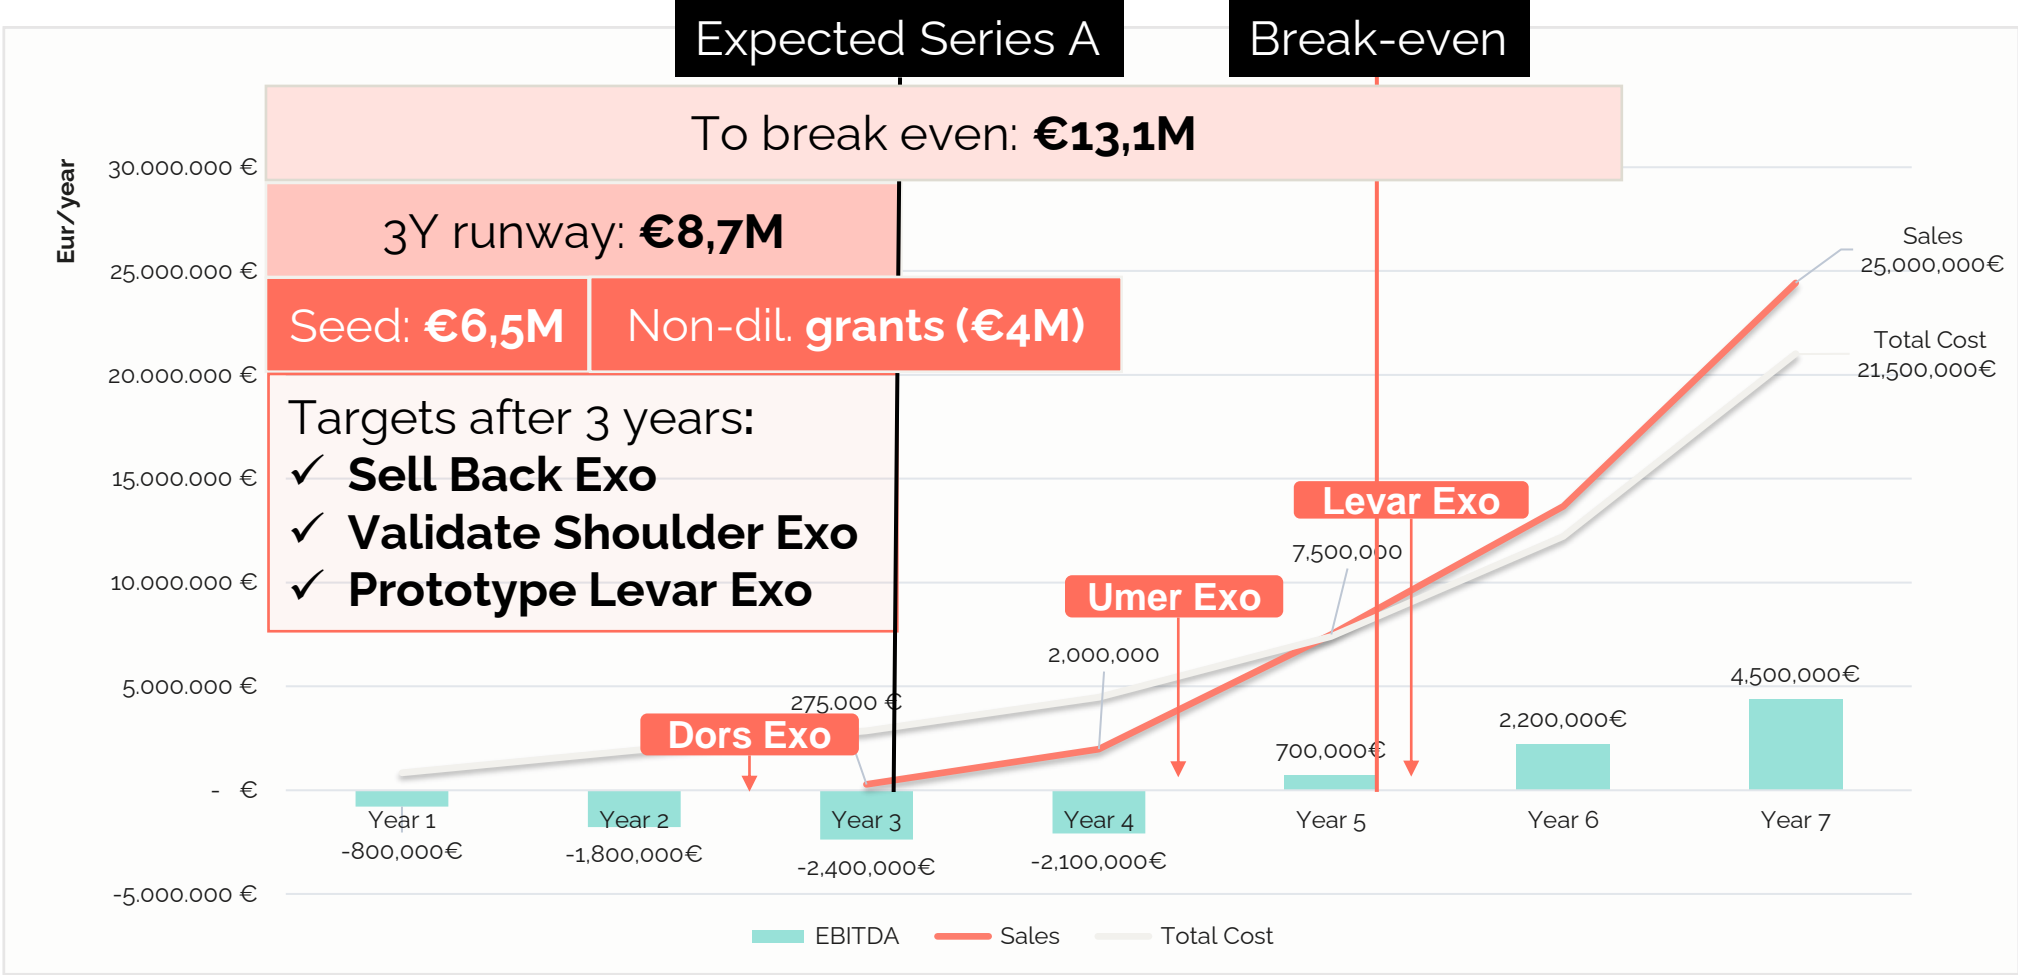 Expected Series A
Break-even
To break even: €13,1M
3Y runway: €8,7M
Seed: €6,5M
Non-dil. grants (€4M)
Targets after 3 years:
✓ Sell Back Exo
✓ Validate Shoulder Exo
✓ Prototype Levar Exo
Eur/year
30.000.000 €
25.000.000 €
20.000.000 €
15.000.000 €
10.000.000 €
5.000.000 €
- €
-5.000.000 €
Sales
25,000,000€
Total Cost
21,500,000€
Levar Exo
7,500,000
Umer Exo
2,000,000
275.000 €
Dors Exo
700,000€
2,200,000€
4,500,000€
Year 1
Year 2
Year 3
Year 4
Year 5
Year 6
Year 7
-800,000€
-1,800,000€
-2,400,000€
-2,100,000€
EBITDA
Sales
Total Cost